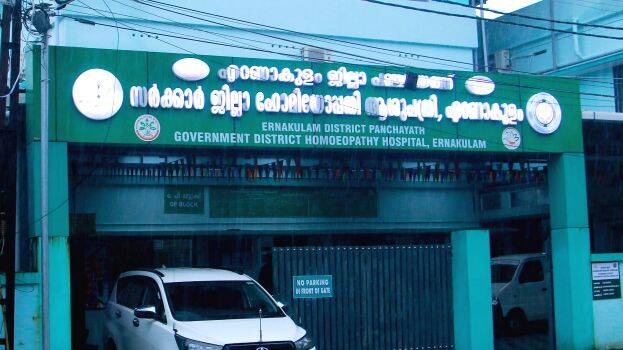 എറണാകുളം ജില്ലാ പഞ്ചായത്ത്
സർക്കാർ ജില്ലാ ഹോമിയോപ്പതി ആശുപത്രി, എറണാകുളം
ERNAKULAM DISTRICT PANCHAYATH
GOVERNMENT DISTRICT HOMOEOPATHY HOSPITAL, ERNAKULAM
ഒ.പി ബ്ലോക്ക്
OP BLOCK
NO PARKING
IN FRONT OF GATE